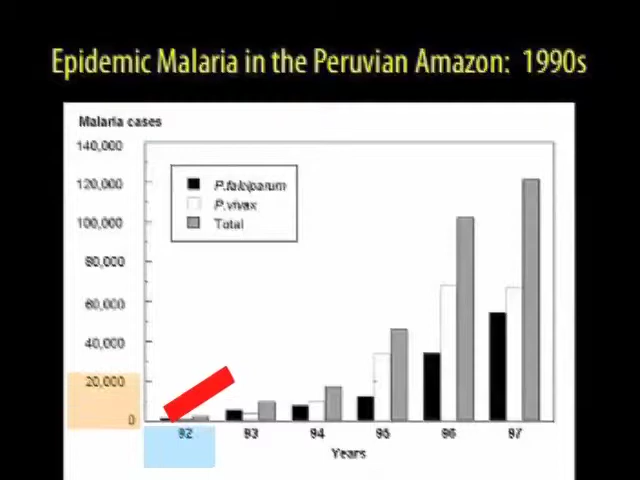 Epidemic Malaria in the Peruvian Amazon: 1990s
Malaria cases
140,000
120,000
100,000
80,000
60,000
40,000
20,000
0
P.falciparum
P.vivax
Total
92 93 94 95 96 97
Years